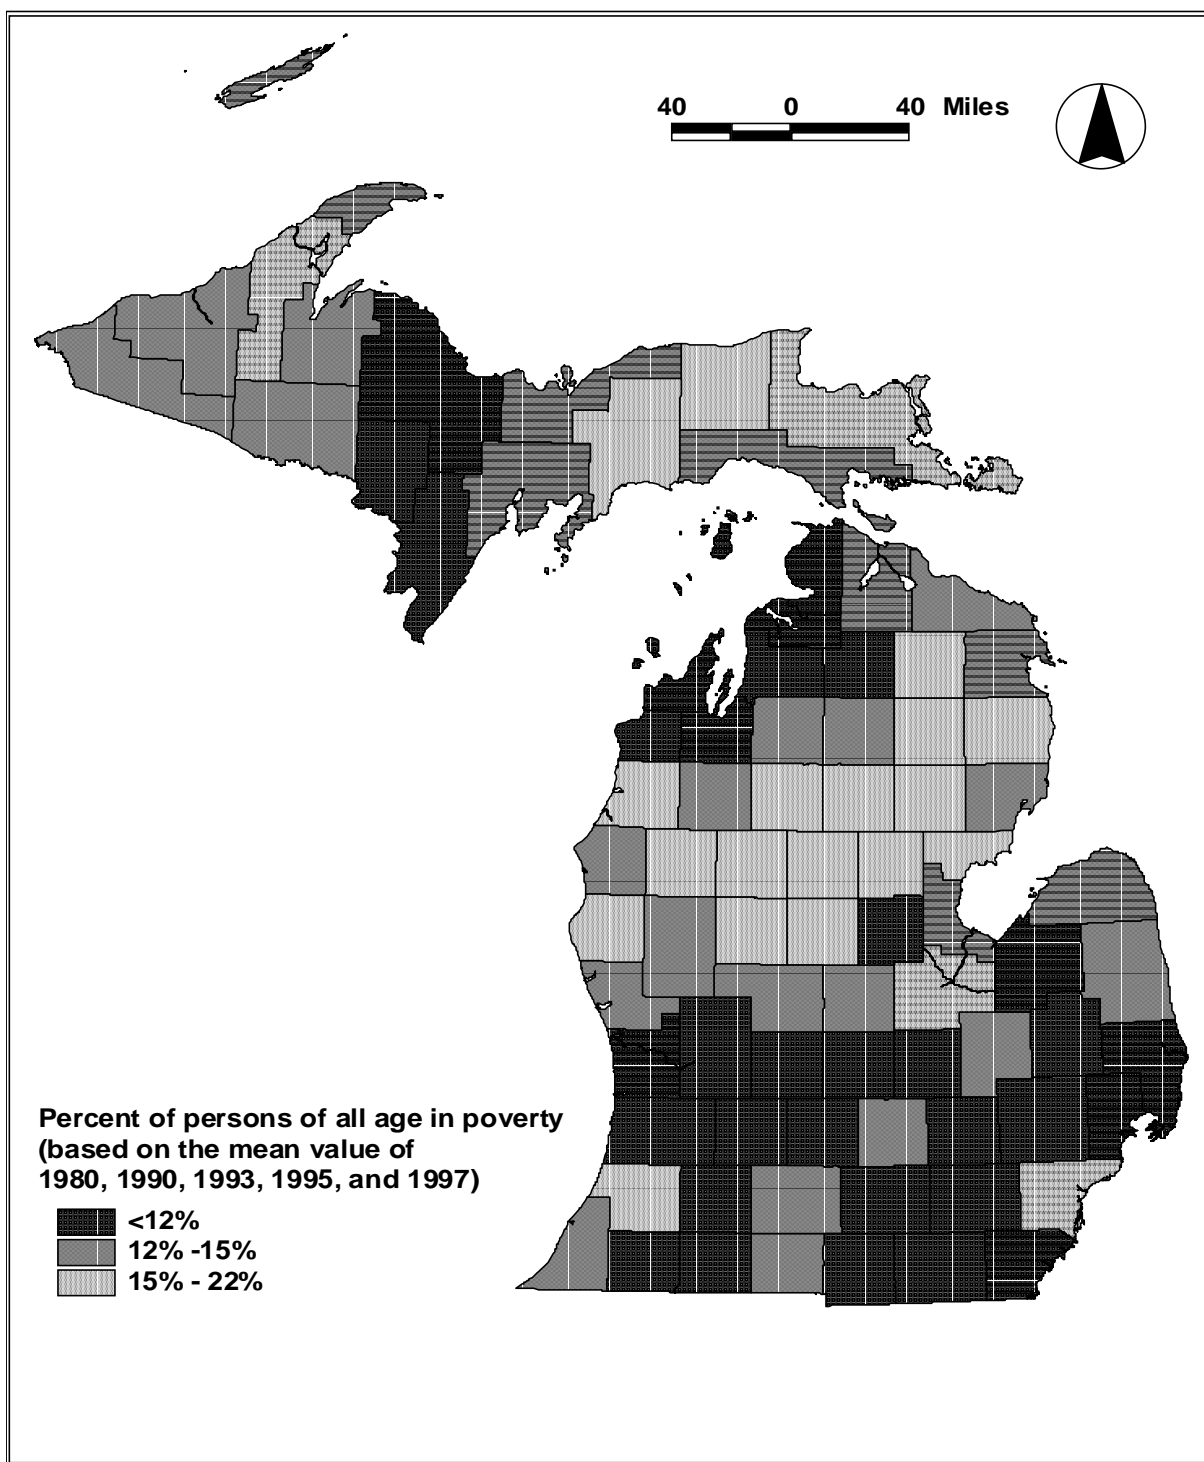 40 0 40 Miles
Percent of persons of all age in poverty
(based on the mean value of
1980, 1990, 1993, 1995, and 1997)
<12%
12% -15%
15% - 22%